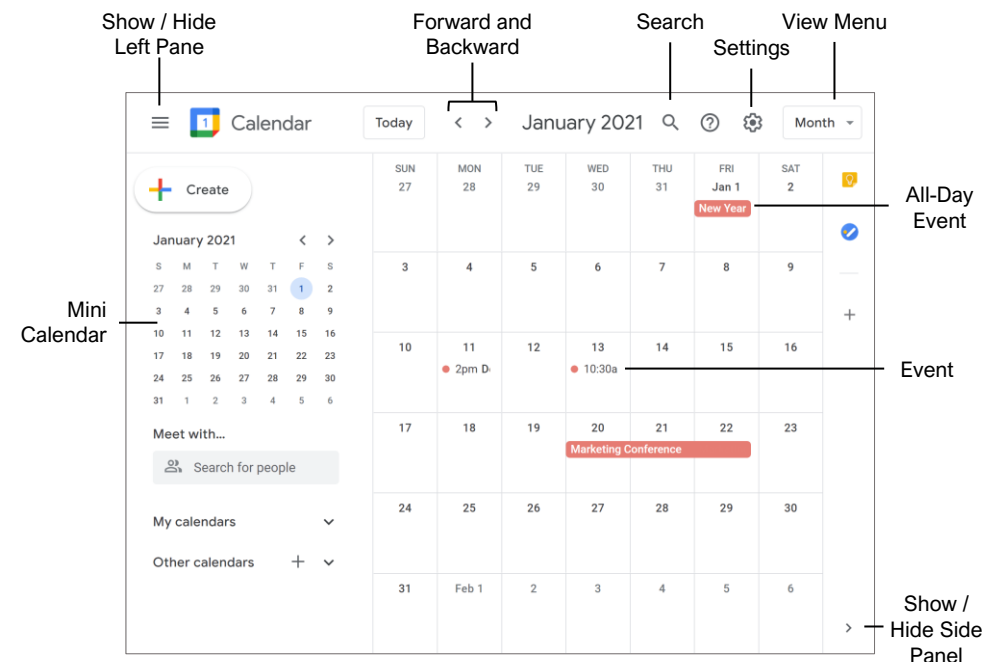 Show / Hide
Left Pane
Forward and
Backward
Search
Settings
View Menu
1
Calendar
Today
January 2021
Month
Create
January 2021
S M T W T F S
27 28 29 30 31 1 2
3 4 5 6 7 8 9
10 11 12 13 14 15 16
17 18 19 20 21 22 23
24 25 26 27 28 29 30
31 1 2 3 4 5 6
Meet with...
Search for people
My calendars
Other calendars
Mini
Calendar
SUN MON TUE WED THU FRI SAT
27 28 29 30 31 Jan 1 2
New Year
3 4 5 6 7 8 9
10 11 12 13 14 15 16
2pm 10:30a
17 18 19 20 21 22 23
Marketing Conference
24 25 26 27 28 29 30
31 Feb 1 2 3 4 5 6
All-Day
Event
Event
Show /
Hide Side
Panel